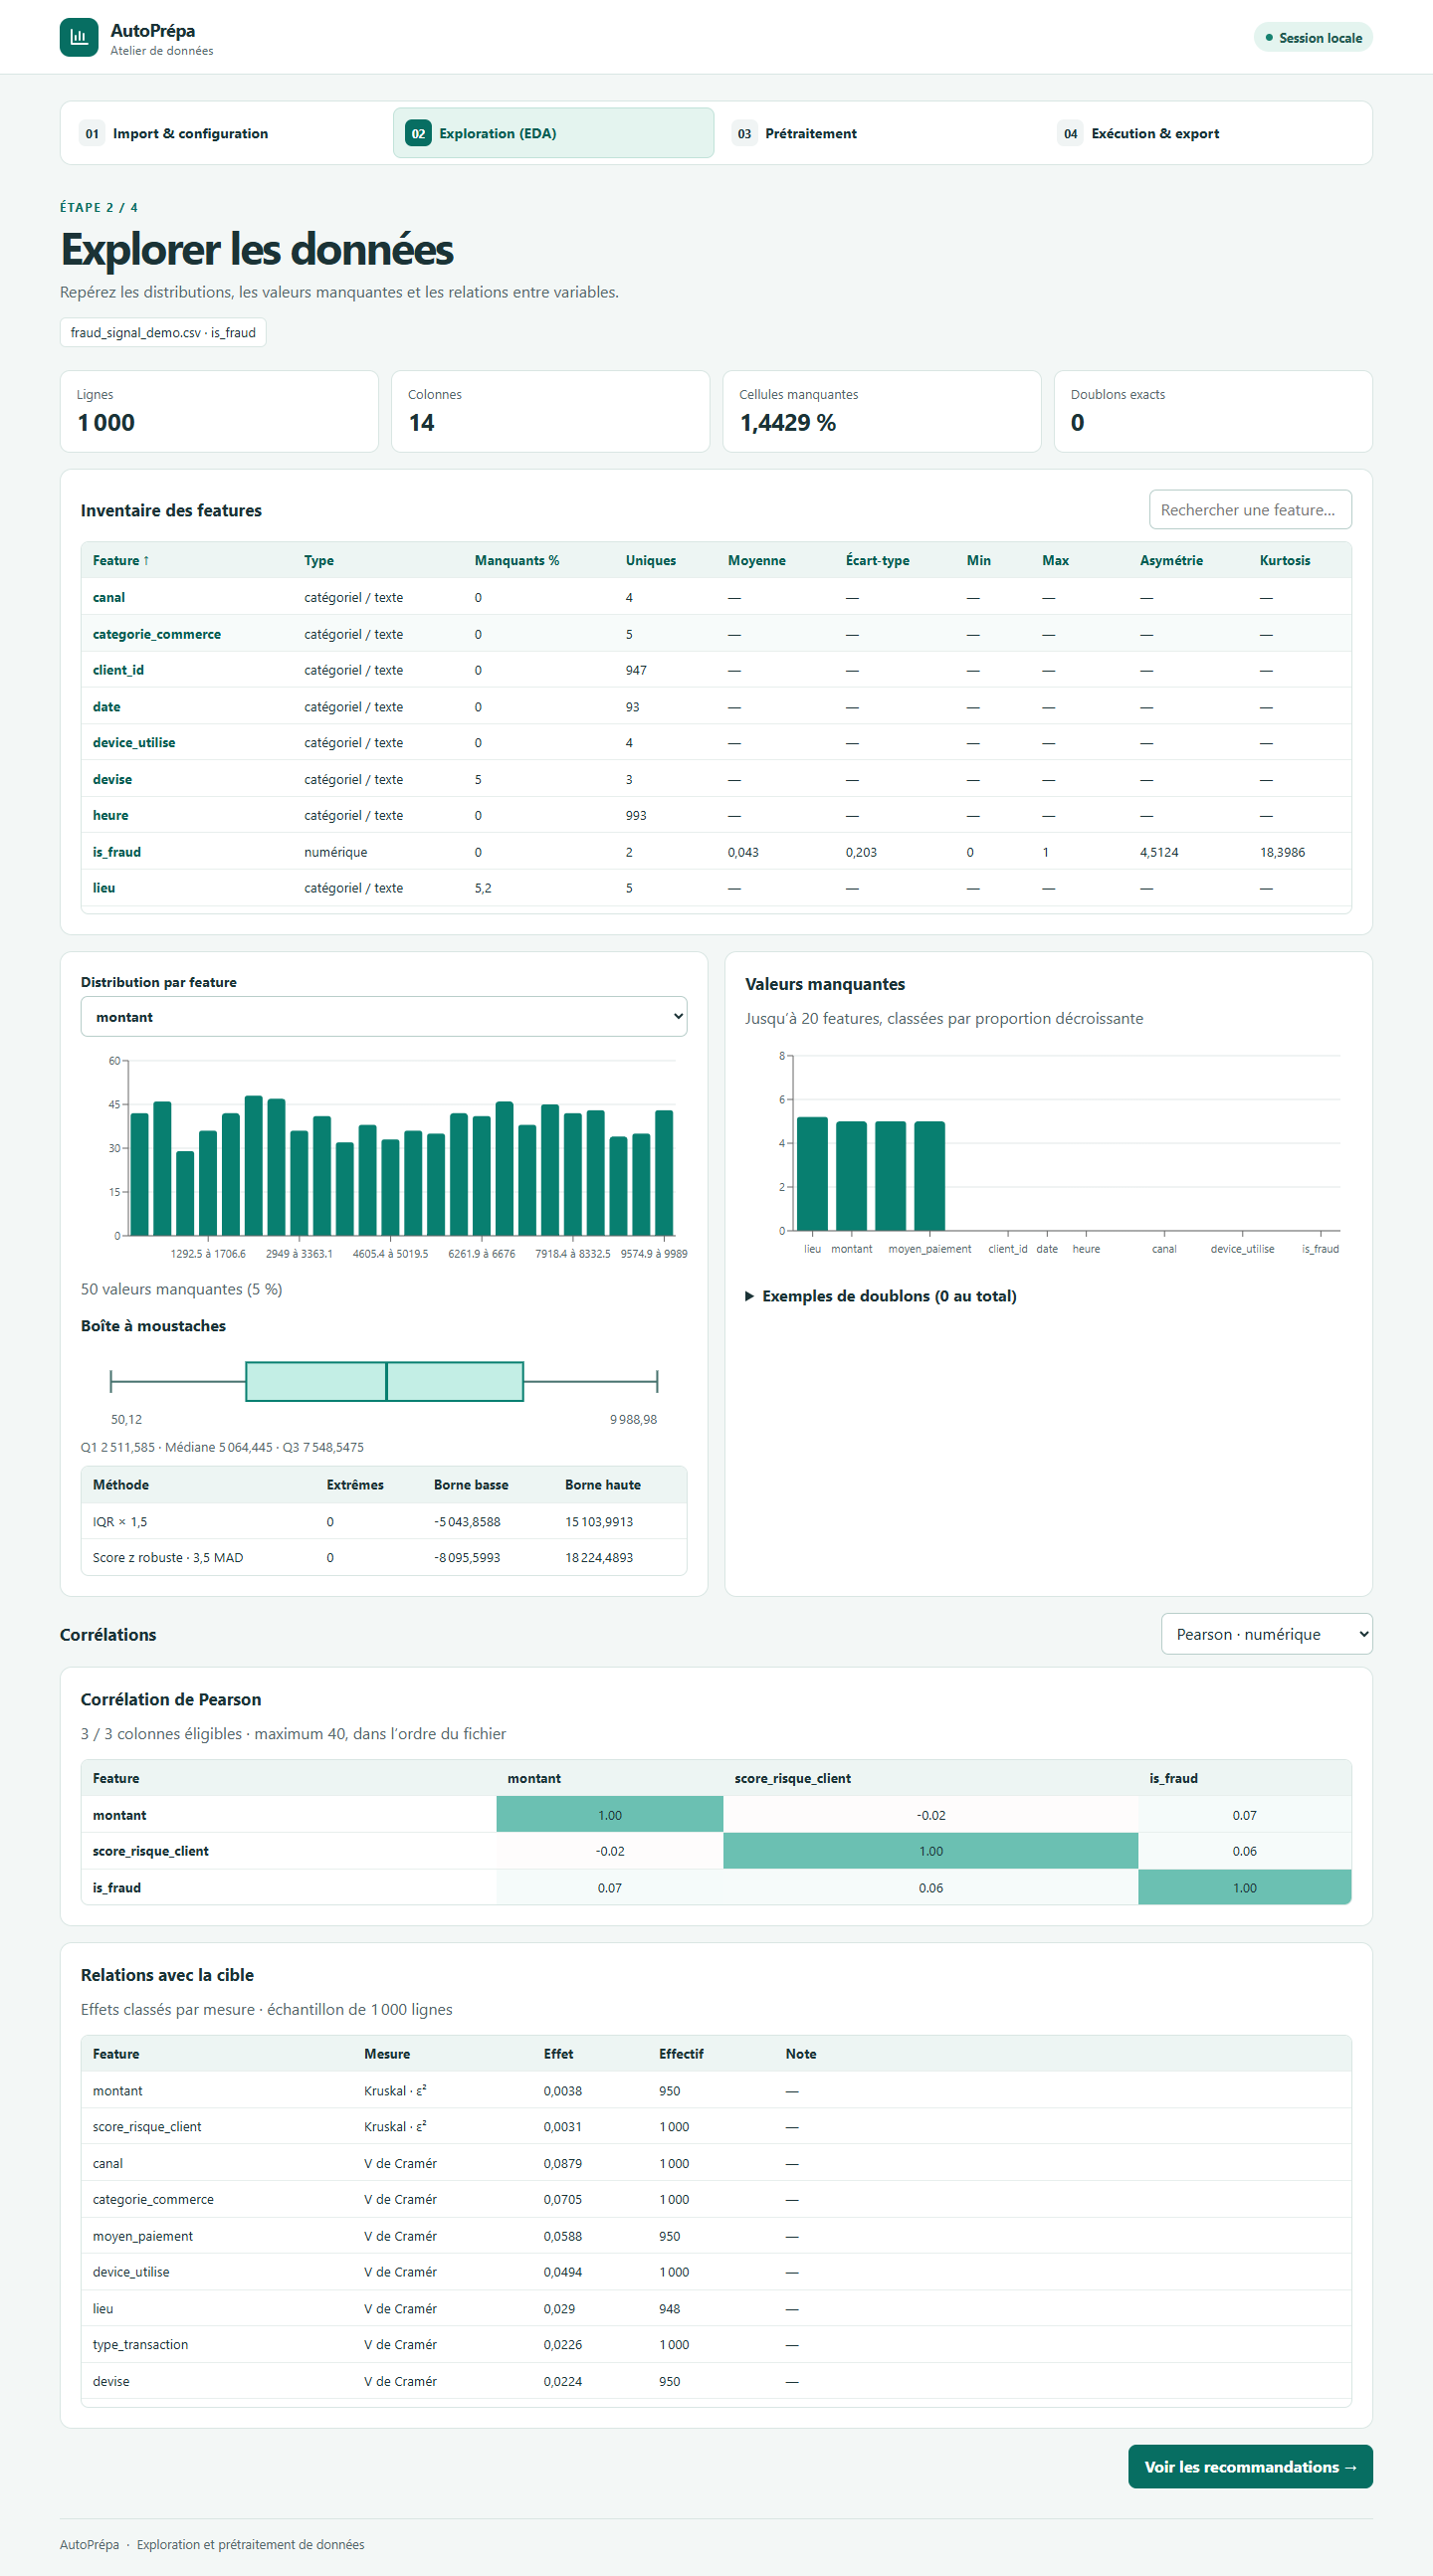 AutoPrépa
Atelier de données
Session locale
01 Import & configuration
02 Exploration (EDA)
03 Prétraitement
04 Exécution & export
ÉTAPE 2 / 4
Explorer les données
Repérez les distributions, les valeurs manquantes et les relations entre variables.
fraud_signal_demo.csv · is_fraud
Lignes
1 000
Colonnes
14
Cellules manquantes
1,4429 %
Doublons exacts
0
Inventaire des features
Rechercher une feature...
Feature ↑ Type Manquants % Uniques Moyenne Écart-type Min Max Asymétrie Kurtosis
canal catégoriel / texte 0 4 — — — — — —
categorie_commerce catégoriel / texte 0 5 — — — — — —
client_id catégoriel / texte 0 947 — — — — — —
date catégoriel / texte 0 93 — — — — — —
device_utilise catégoriel / texte 0 4 — — — — — —
devise catégoriel / texte 5 3 — — — — — —
heure catégoriel / texte 0 993 — — — — — —
is_fraud numérique 0 2 0,043 0,203 0 1 4,5124 18,3986
lieu catégoriel / texte 5,2 5 — — — — — —
Distribution par feature
montant
60
45
30
15
0
1292.5 à 1706.6 2949 à 3363.1 4605.4 à 5019.5 6261.9 à 6676 7918.4 à 8332.5 9574.9 à 9989
50 valeurs manquantes (5 %)
Boîte à moustaches
50,12 9 988,98
Q1 2 511,585 · Médiane 5 064,445 · Q3 7 548,5475
Méthode Extrêmes Borne basse Borne haute
IQR × 1,5 0 -5 043,8588 15 103,9913
Score z robuste · 3,5 MAD 0 -8 095,5993 18 224,4893
Valeurs manquantes
Jusqu'à 20 features, classées par proportion décroissante
8
6
4
2
0
lieu montant moyen_paiement client_id date heure canal device_utilise is_fraud
▶ Exemples de doublons (0 au total)
Corrélations
Pearson · numérique
Corrélation de Pearson
3 / 3 colonnes éligibles · maximum 40, dans l'ordre du fichier
Feature montant score_risque_client is_fraud
montant 1.00 -0.02 0.07
score_risque_client -0.02 1.00 0.06
is_fraud 0.07 0.06 1.00
Relations avec la cible
Effets classés par mesure · échantillon de 1 000 lignes
Feature Mesure Effet Effectif Note
montant Kruskal · ε² 0,0038 950 —
score_risque_client Kruskal · ε² 0,0031 1 000 —
canal V de Cramér 0,0879 1 000 —
categorie_commerce V de Cramér 0,0705 1 000 —
moyen_paiement V de Cramér 0,0588 950 —
device_utilise V de Cramér 0,0494 1 000 —
lieu V de Cramér 0,029 948 —
type_transaction V de Cramér 0,0226 1 000 —
devise V de Cramér 0,0224 950 —
Voir les recommandations →
AutoPrépa · Exploration et prétraitement de données